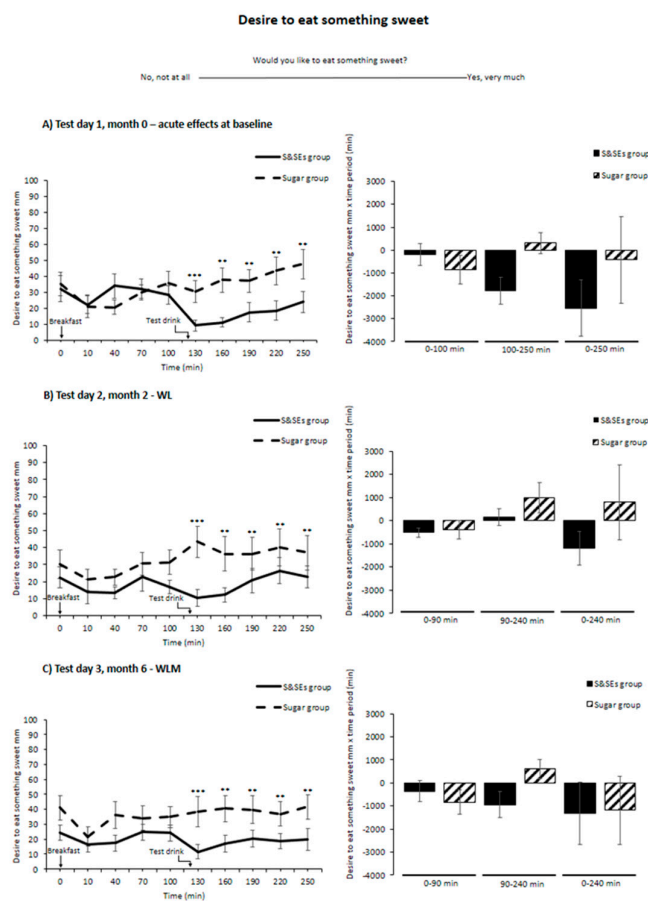 Desire to eat something sweet
Would you like to eat something sweet?
No, not at all Yes, very much
A) Test day 1, month 0 – acute effects at baseline
S&SEs group
Sugar group
Desire to eat something sweet mm
100
90
80
70
60
50
40
30
20
10
0
*** ** ** ** **
Breakfast
Test drink
0 10 40 70 100 130 160 190 220 250
Time (min)
S&SEs group
Sugar group
Desire to eat something sweet mm x time period (min)
3000
2000
1000
0
-1000
-2000
-3000
-4000
0-100 min 100-250 min 0-250 min
B) Test day 2, month 2 - WL
S&SEs group
Sugar group
Desire to eat something sweet mm
100
90
80
70
60
50
40
30
20
10
0
*** ** ** ** **
Breakfast
Test drink
0 10 40 70 100 130 160 190 220 250
Time (min)
S&SEs group
Sugar group
Desire to eat something sweet mm x time period (min)
3000
2000
1000
0
-1000
-2000
-3000
-4000
0-90 min 90-240 min 0-240 min
C) Test day 3, month 6 - WLM
S&SEs group
Sugar group
Desire to eat something sweet mm
100
90
80
70
60
50
40
30
20
10
0
*** ** ** ** **
Breakfast
Test drink
0 10 40 70 100 130 160 190 220 250
Time (min)
S&SEs group
Sugar group
Desire to eat something sweet mm x time period (min)
3000
2000
1000
0
-1000
-2000
-3000
-4000
0-90 min 90-240 min 0-240 min